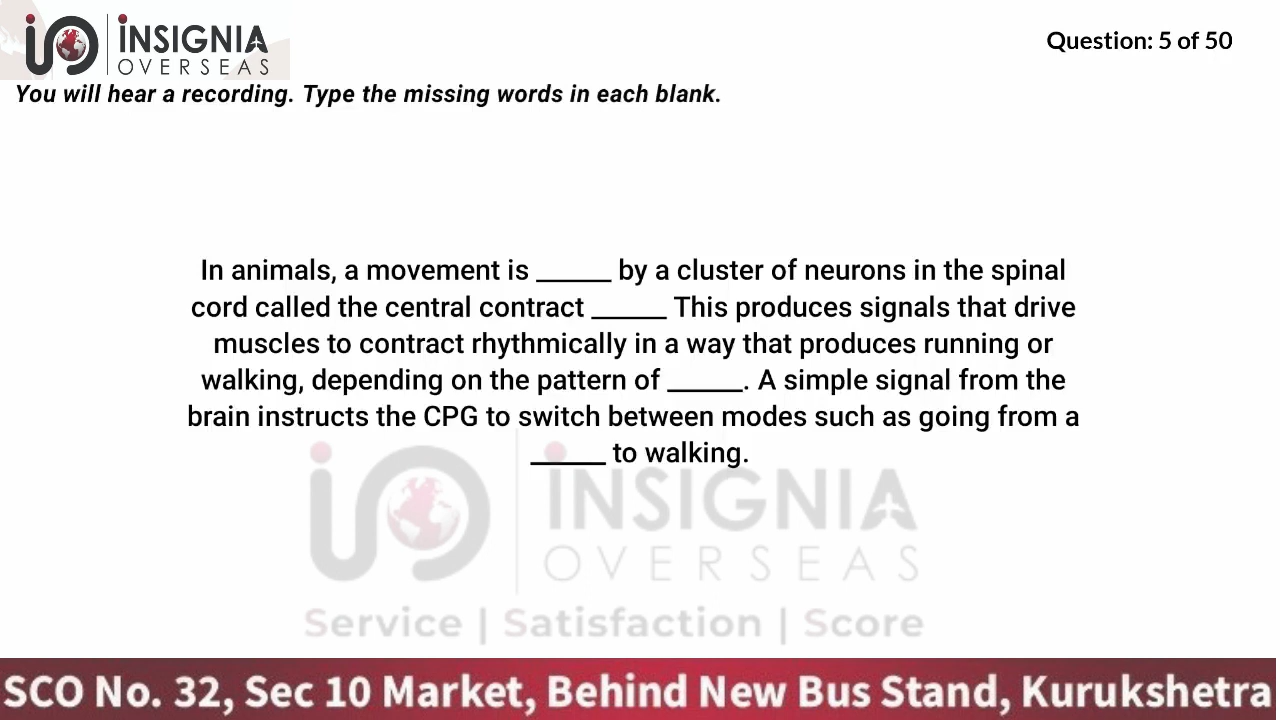 INSIGNIA
OVERSEAS
Question: 5 of 50
You will hear a recording. Type the missing words in each blank.
In animals, a movement is ______ by a cluster of neurons in the spinal
cord called the central contract ______ This produces signals that drive
muscles to contract rhythmically in a way that produces running or
walking, depending on the pattern of ______. A simple signal from the
brain instructs the CPG to switch between modes such as going from a
______ to walking.
INSIGNIA
OVERSEAS
Service | Satisfaction | Score
SCO No. 32, Sec 10 Market, Behind New Bus Stand, Kurukshetra